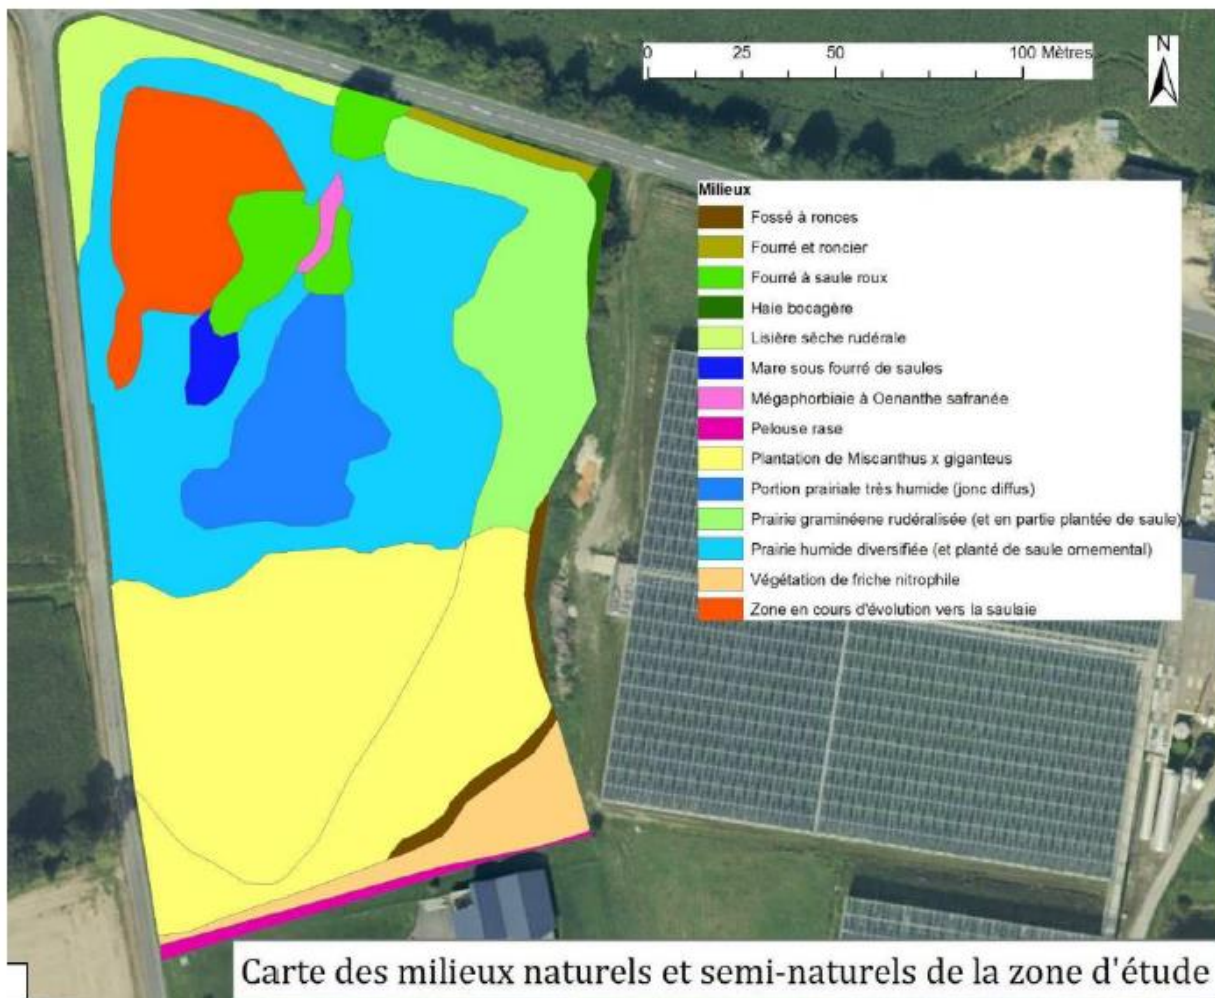 0 25 50 100 Mètres
N
Milieux
Fossé à ronces
Fourré et roncier
Fourré à saule roux
Haie bocagère
Lisière sèche rudérale
Mare sous fourré de saules
Mégaphorbiaie à Oenanthe safranée
Pelouse rase
Plantation de Miscanthus x giganteus
Portion prairiale très humide (jonc diffus)
Prairie graminéene rudéralisée (et en partie plantée de saule)
Prairie humide diversifiée (et planté de saule ornemental)
Végétation de friche nitrophile
Zone en cours d'évolution vers la saulaie
Carte des milieux naturels et semi-naturels de la zone d'étude